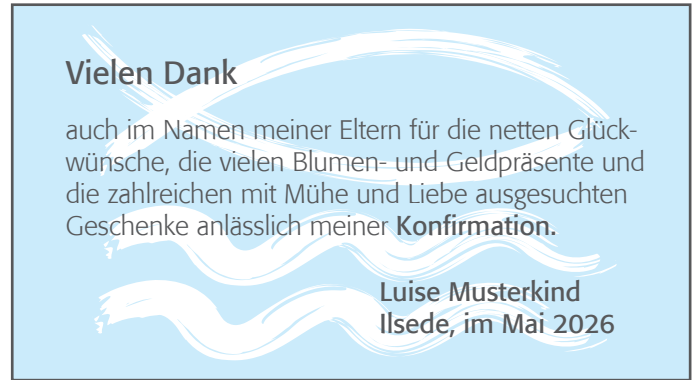 Vielen Dank
auch im Namen meiner Eltern für die netten Glück-
wünsche, die vielen Blumen- und Geldpräsente und
die zahlreichen mit Mühe und Liebe ausgesuchten
Geschenke anlässlich meiner Konfirmation.
Luise Musterkind
Ilsede, im Mai 2026